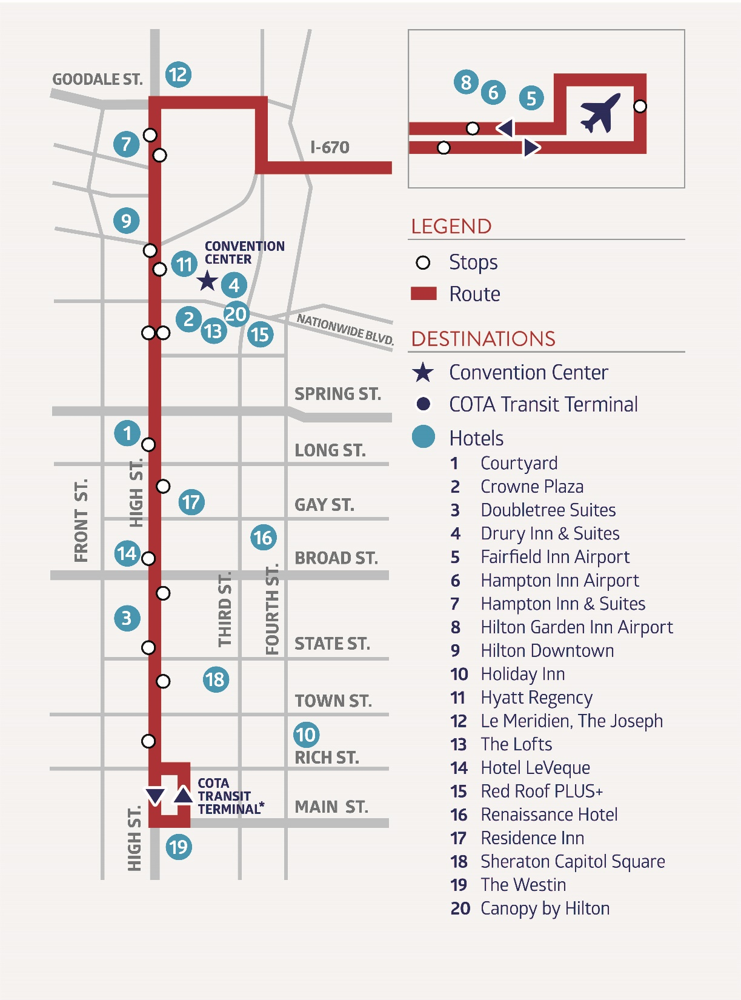 GOODALE ST.
12
7
I-670
9
CONVENTION
CENTER
11
4
20
2
13
15
NATIONWIDE BLVD.
SPRING ST.
1
LONG ST.
HIGH ST.
FRONT ST.
17
GAY ST.
16
14
BROAD ST.
THIRD ST.
FOURTH ST.
3
STATE ST.
18
TOWN ST.
10
RICH ST.
COTA
TRANSIT
TERMINAL*
MAIN ST.
HIGH ST.
19
8
6
5
LEGEND
Stops
Route
DESTINATIONS
Convention Center
COTA Transit Terminal
Hotels
1 Courtyard
2 Crowne Plaza
3 Doubletree Suites
4 Drury Inn & Suites
5 Fairfield Inn Airport
6 Hampton Inn Airport
7 Hampton Inn & Suites
8 Hilton Garden Inn Airport
9 Hilton Downtown
10 Holiday Inn
11 Hyatt Regency
12 Le Meridien, The Joseph
13 The Lofts
14 Hotel LeVeque
15 Red Roof PLUS+
16 Renaissance Hotel
17 Residence Inn
18 Sheraton Capitol Square
19 The Westin
20 Canopy by Hilton